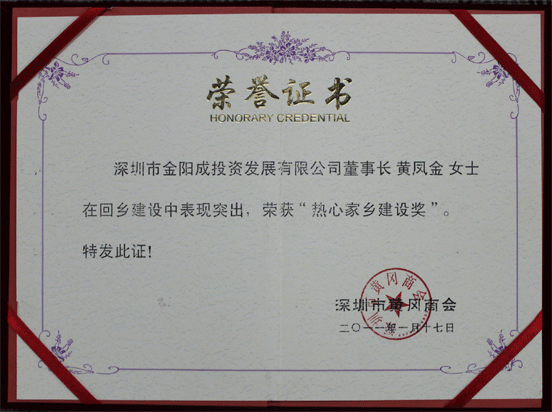 荣誉证书
HONORARY CREDENTIAL
深圳市金阳成投资发展有限公司董事长 黄凤金 女士
在回乡建设中表现突出，荣获“热心家乡建设奖”。
特发此证!
深圳市黄冈商会
二〇一一年一月十七日